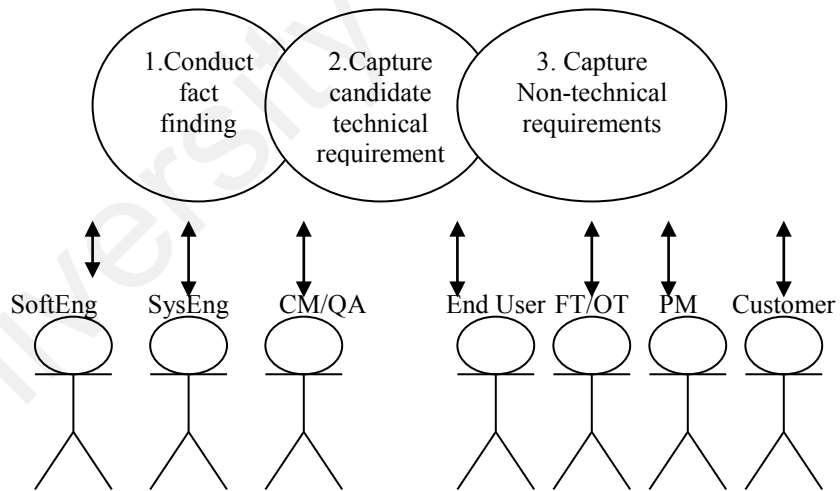 1.Conduct
fact
finding
2.Capture
candidate
technical
requirement
3. Capture
Non-technical
requirements
SoftEng
SysEng
CM/QA
End User
FT/OT
PM
Customer
iversity